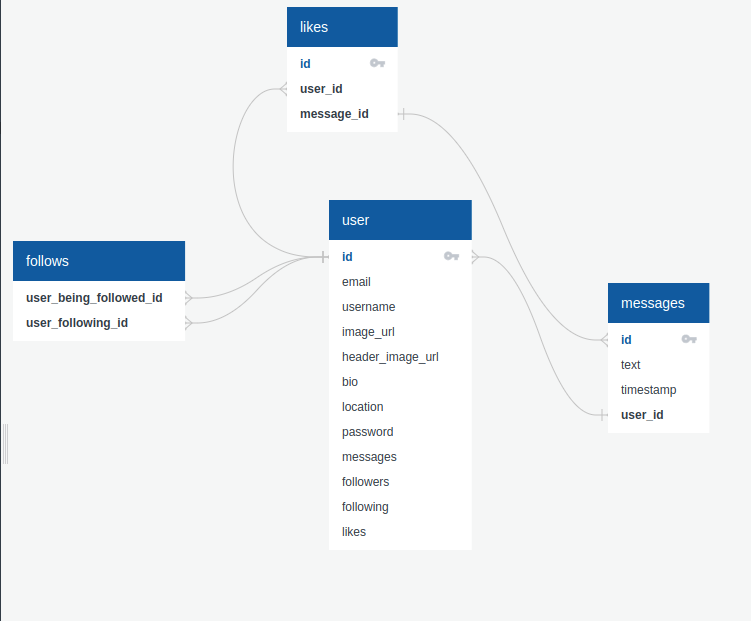 likes
id
user_id
message_id
user
id
email
username
image_url
header_image_url
bio
location
password
messages
followers
following
likes
follows
user_being_followed_id
user_following_id
messages
id
text
timestamp
user_id